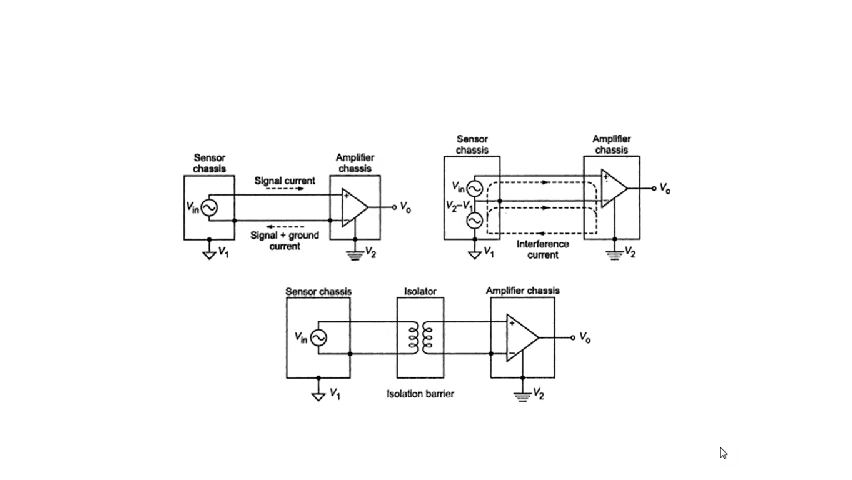 Sensor
chassis
Amplifier
chassis
Signal current
Vin
Vo
Signal + ground
current
V1
V2
Sensor
chassis
Amplifier
chassis
Vin
V2–V1
Vo
Interference
current
V1
V2
Sensor chassis
Isolator
Amplifier chassis
Vin
Vo
V1
Isolation barrier
V2